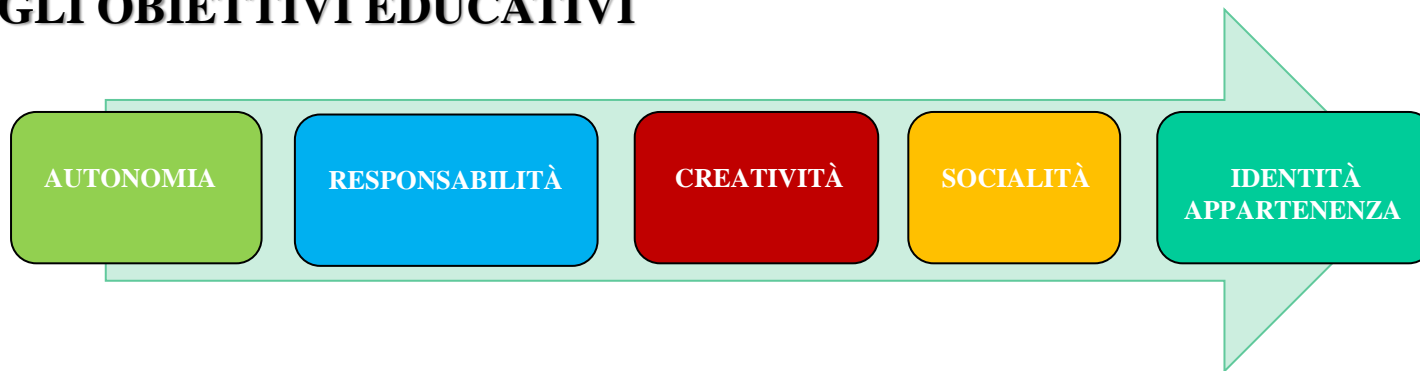 GLI OBIETTIVI EDUCATIVI
AUTONOMIA
RESPONSABILITÀ
CREATIVITÀ
SOCIALITÀ
IDENTITÀ
APPARTENENZA